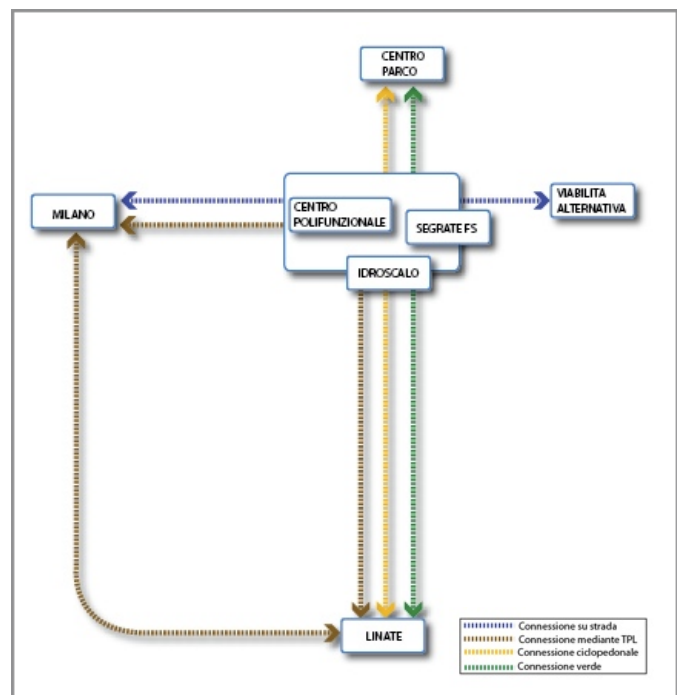 CENTRO
PARCO
MILANO
CENTRO
POLIFUNZIONALE
SEGRATE FS
VIABILITA
ALTERNATIVA
IDROSCALO
LINATE
Connessione su strada
Connessione mediante TPL
Connessione ciclopedonale
Connessione verde